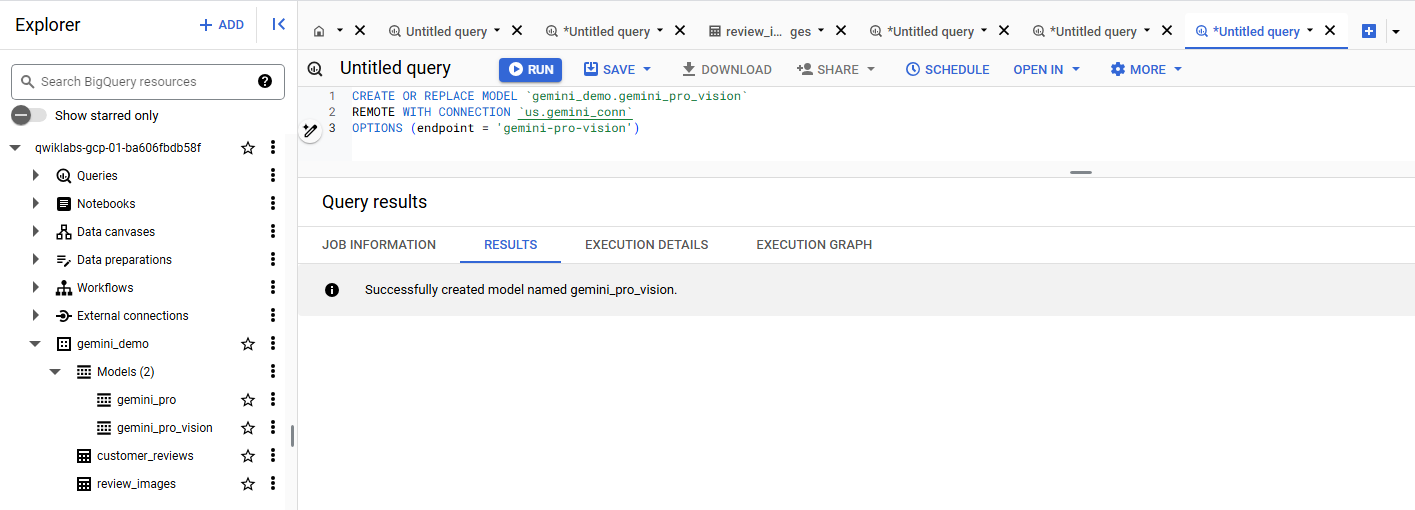 Explorer
+ ADD
Search BigQuery resources
Show starred only
qwiklabs-gcp-01-ba606fbdb58f
Queries
Notebooks
Data canvases
Data preparations
Workflows
External connections
gemini_demo
Models (2)
gemini_pro
gemini_pro_vision
customer_reviews
review_images
Untitled query *Untitled query review_i... ges *Untitled query *Untitled query *Untitled query
Untitled query RUN SAVE DOWNLOAD SHARE SCHEDULE OPEN IN MORE
1 CREATE OR REPLACE MODEL `gemini_demo.gemini_pro_vision`
2 REMOTE WITH CONNECTION `us.gemini_conn`
3 OPTIONS (endpoint = 'gemini-pro-vision')
Query results
JOB INFORMATION RESULTS EXECUTION DETAILS EXECUTION GRAPH
Successfully created model named gemini_pro_vision.